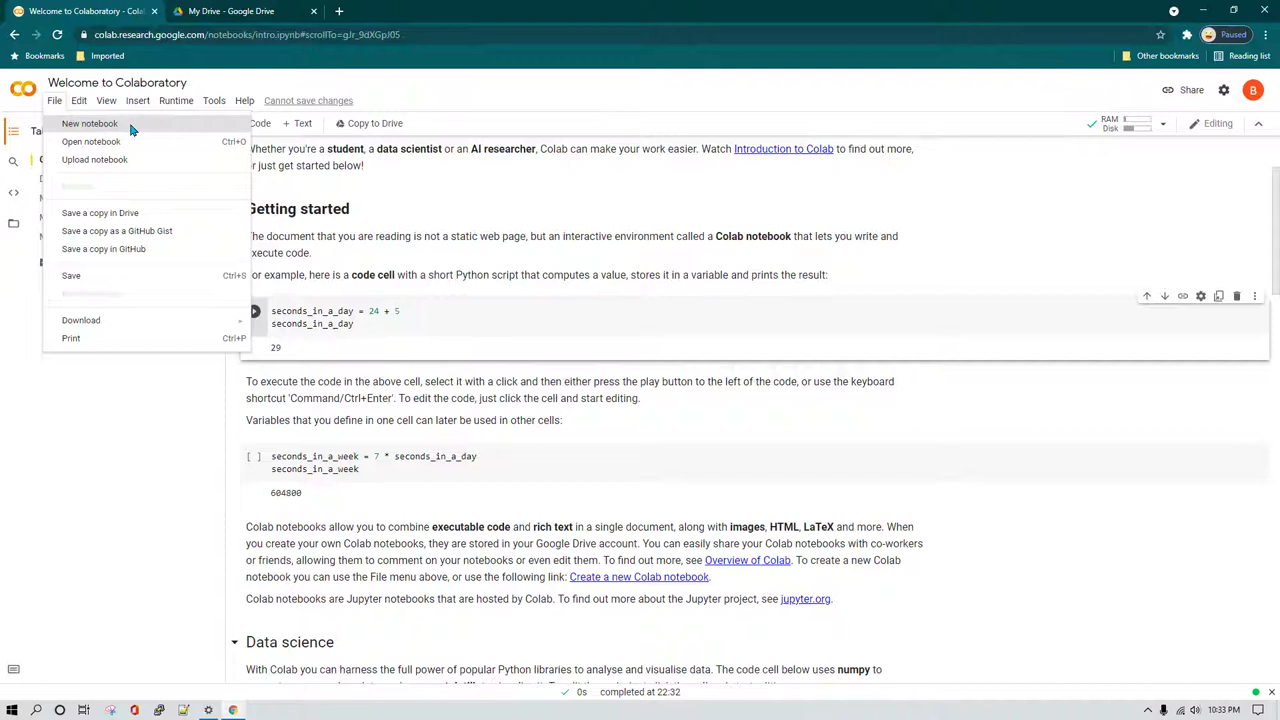 Welcome to Colaboratory - Colab
My Drive - Google Drive
colab.research.google.com/notebooks/intro.ipynb#scrollTo=gJr_9dXGpJ05
Paused
Bookmarks
Imported
Other bookmarks
Reading list
Welcome to Colaboratory
File Edit View Insert Runtime Tools Help Cannot save changes
Share
B
New notebook
Open notebook Ctrl+O
Upload notebook
Save a copy in Drive
Save a copy as a GitHub Gist
Save a copy in GitHub
Save Ctrl+S
Download
Print Ctrl+P
Code + Text Copy to Drive
RAM
Disk
Editing
Whether you're a student, a data scientist or an AI researcher, Colab can make your work easier. Watch Introduction to Colab to find out more,
or just get started below!
Getting started
The document that you are reading is not a static web page, but an interactive environment called a Colab notebook that lets you write and
execute code.
For example, here is a code cell with a short Python script that computes a value, stores it in a variable and prints the result:
seconds_in_a_day = 24 + 5
seconds_in_a_day
29
To execute the code in the above cell, select it with a click and then either press the play button to the left of the code, or use the keyboard
shortcut 'Command/Ctrl+Enter'. To edit the code, just click the cell and start editing.
Variables that you define in one cell can later be used in other cells:
[ ] seconds_in_a_week = 7 * seconds_in_a_day
seconds_in_a_week
604800
Colab notebooks allow you to combine executable code and rich text in a single document, along with images, HTML, LaTeX and more. When
you create your own Colab notebooks, they are stored in your Google Drive account. You can easily share your Colab notebooks with co-workers
or friends, allowing them to comment on your notebooks or even edit them. To find out more, see Overview of Colab. To create a new Colab
notebook you can use the File menu above, or use the following link: Create a new Colab notebook.
Colab notebooks are Jupyter notebooks that are hosted by Colab. To find out more about the Jupyter project, see jupyter.org.
Data science
With Colab you can harness the full power of popular Python libraries to analyse and visualise data. The code cell below uses numpy to
0s completed at 22:32
10:33 PM